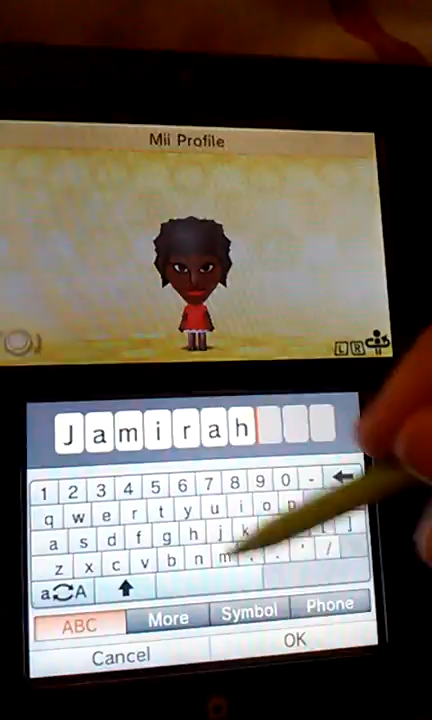 Mii Profile
L R
Jamirah
1 2 3 4 5 6 7 8 9 0 -
q w e r t y u i o p
a s d f g h j k ]
z x c v b n m , . ' /
a A
ABC More Symbol Phone
Cancel OK